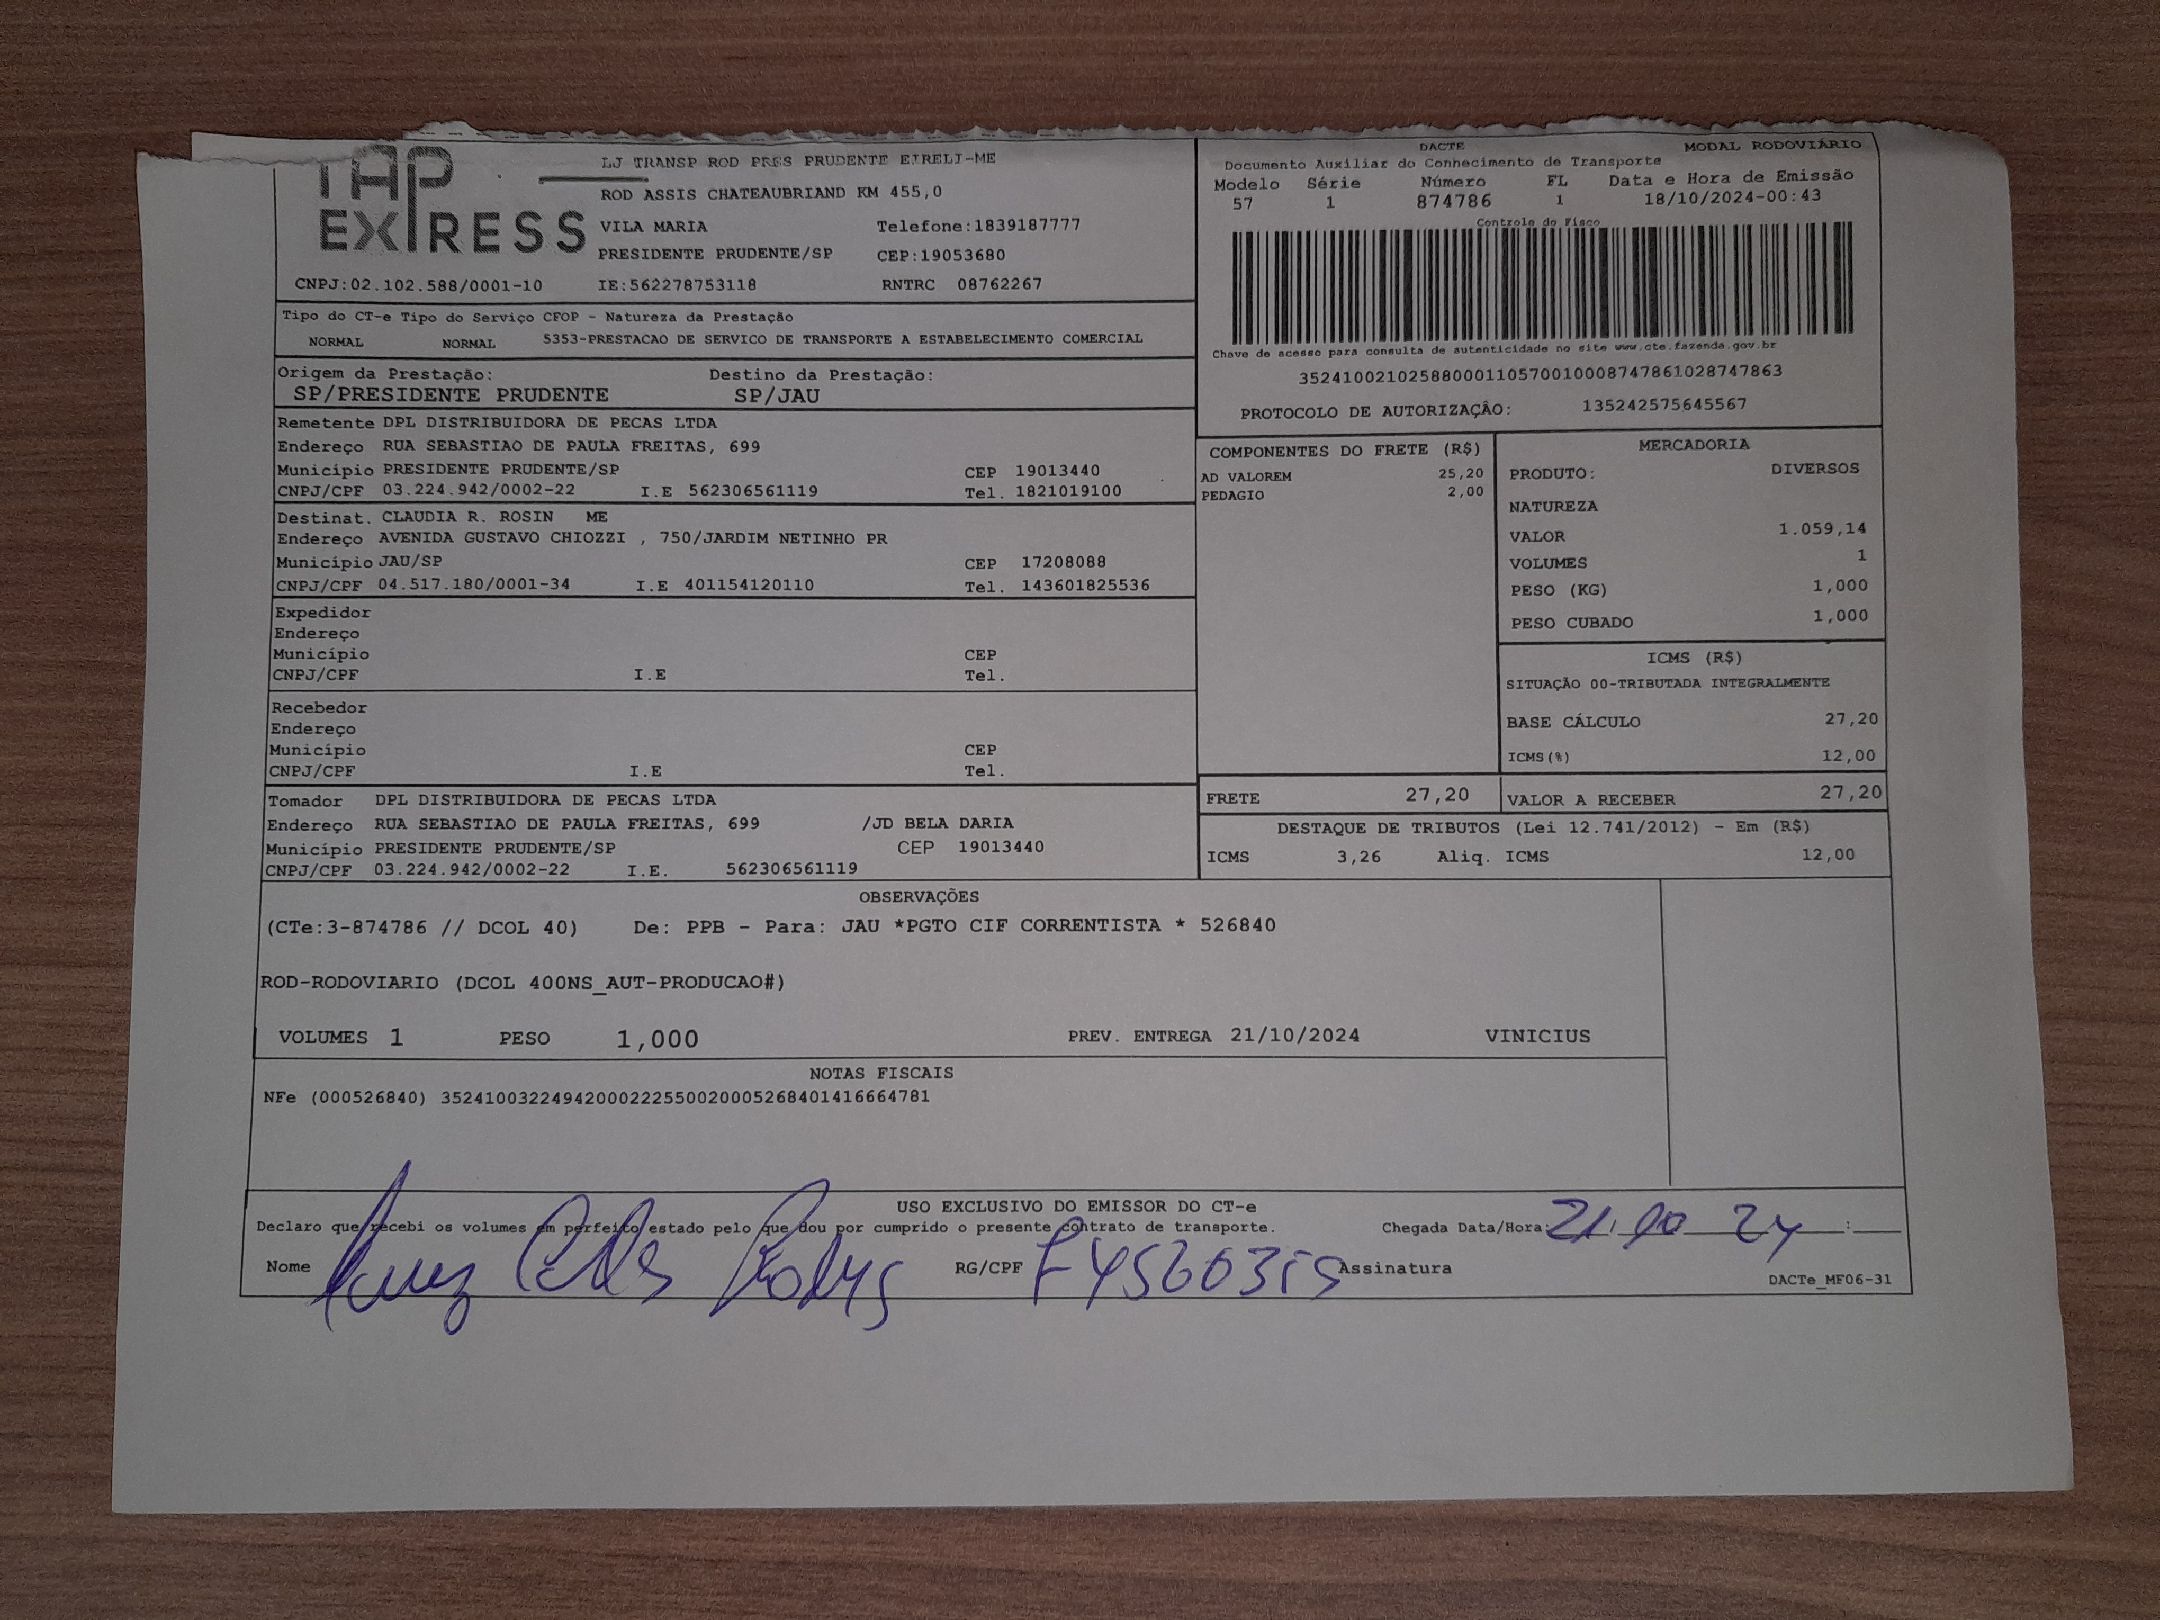 TAP EXPRESS
LJ TRANSP ROD PRES PRUDENTE EIRELI-ME
ROD ASSIS CHATEAUBRIAND KM 455,0
VILA MARIA Telefone:1839187777
PRESIDENTE PRUDENTE/SP CEP:19053680
CNPJ:02.102.588/0001-10 IE:562278753118 RNTRC 08762267
DACTE MODAL RODOVIÁRIO
Documento Auxiliar do Conhecimento de Transporte
Modelo Série Número FL Data e Hora de Emissão
57 1 874786 1 18/10/2024-00:43
Controle do Fisco
Chave de acesso para consulta de autenticidade no site www.cte.fazenda.gov.br
35241002102588000110570010008747861028747863
PROTOCOLO DE AUTORIZAÇÃO: 135242575645567
Tipo do CT-e Tipo do Serviço CFOP - Natureza da Prestação
NORMAL NORMAL 5353-PRESTACAO DE SERVICO DE TRANSPORTE A ESTABELECIMENTO COMERCIAL
Origem da Prestação: Destino da Prestação:
SP/PRESIDENTE PRUDENTE SP/JAU
Remetente DPL DISTRIBUIDORA DE PECAS LTDA
Endereço RUA SEBASTIAO DE PAULA FREITAS, 699
Município PRESIDENTE PRUDENTE/SP CEP 19013440
CNPJ/CPF 03.224.942/0002-22 I.E 562306561119 Tel. 1821019100
Destinat. CLAUDIA R. ROSIN ME
Endereço AVENIDA GUSTAVO CHIOZZI , 750/JARDIM NETINHO PR
Município JAU/SP CEP 17208088
CNPJ/CPF 04.517.180/0001-34 I.E 401154120110 Tel. 143601825536
Expedidor
Endereço
Município CEP
CNPJ/CPF I.E Tel.
Recebedor
Endereço
Município CEP
CNPJ/CPF I.E Tel.
Tomador DPL DISTRIBUIDORA DE PECAS LTDA
Endereço RUA SEBASTIAO DE PAULA FREITAS, 699 /JD BELA DARIA
Município PRESIDENTE PRUDENTE/SP CEP 19013440
CNPJ/CPF 03.224.942/0002-22 I.E. 562306561119
COMPONENTES DO FRETE (R$)
AD VALOREM 25,20
PEDAGIO 2,00
MERCADORIA
PRODUTO: DIVERSOS
NATUREZA
VALOR 1.059,14
VOLUMES 1
PESO (KG) 1,000
PESO CUBADO 1,000
ICMS (R$)
SITUAÇÃO 00-TRIBUTADA INTEGRALMENTE
BASE CÁLCULO 27,20
ICMS(%) 12,00
FRETE 27,20 VALOR A RECEBER 27,20
DESTAQUE DE TRIBUTOS (Lei 12.741/2012) - Em (R$)
ICMS 3,26 Aliq. ICMS 12,00
OBSERVAÇÕES
(CTe:3-874786 // DCOL 40) De: PPB - Para: JAU *PGTO CIF CORRENTISTA * 526840
ROD-RODOVIARIO (DCOL 400NS_AUT-PRODUCAO#)
VOLUMES 1 PESO 1,000 PREV. ENTREGA 21/10/2024 VINICIUS
NOTAS FISCAIS
NFe (000526840) 35241003224942000222550020005268401416664781
USO EXCLUSIVO DO EMISSOR DO CT-e
Declaro que recebi os volumes em perfeito estado pelo que dou por cumprido o presente contrato de transporte. Chegada Data/Hora: 21.10 24 :
Nome RG/CPF Assinatura
DACTe_MF06-31